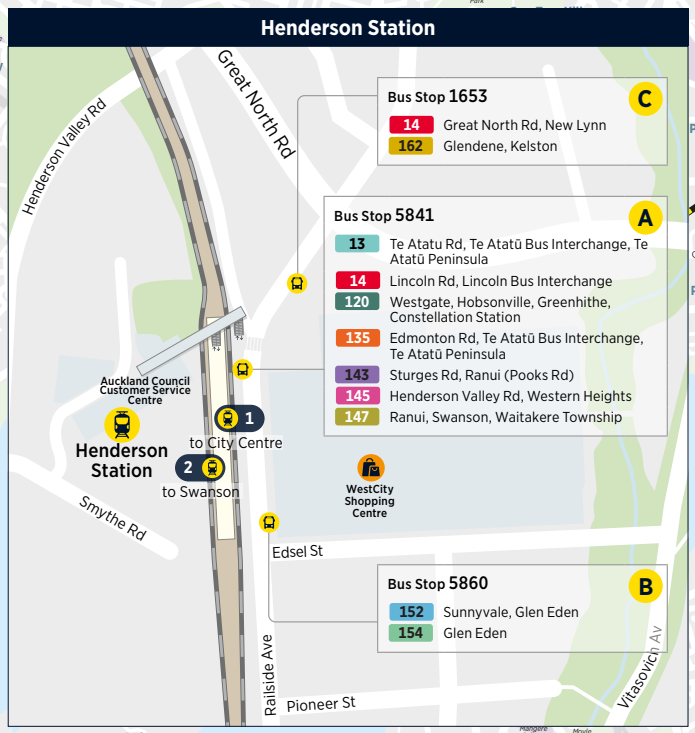 Henderson Station
Henderson Valley Rd
Great North Rd
Bus Stop 1653
C
14 Great North Rd, New Lynn
162 Glendene, Kelston
Bus Stop 5841
A
13 Te Atatu Rd, Te Atatū Bus Interchange, Te
Atatū Peninsula
14 Lincoln Rd, Lincoln Bus Interchange
120 Westgate, Hobsonville, Greenhithe,
Constellation Station
135 Edmonton Rd, Te Atatū Bus Interchange,
Te Atatū Peninsula
143 Sturges Rd, Ranui (Pooks Rd)
145 Henderson Valley Rd, Western Heights
147 Ranui, Swanson, Waitakere Township
Auckland Council
Customer Service
Centre
Henderson
Station
1
to City Centre
2
to Swanson
WestCity
Shopping
Centre
Smythe Rd
Edsel St
Bus Stop 5860
B
152 Sunnyvale, Glen Eden
154 Glen Eden
Railside Ave
Pioneer St
Vitasovich Av